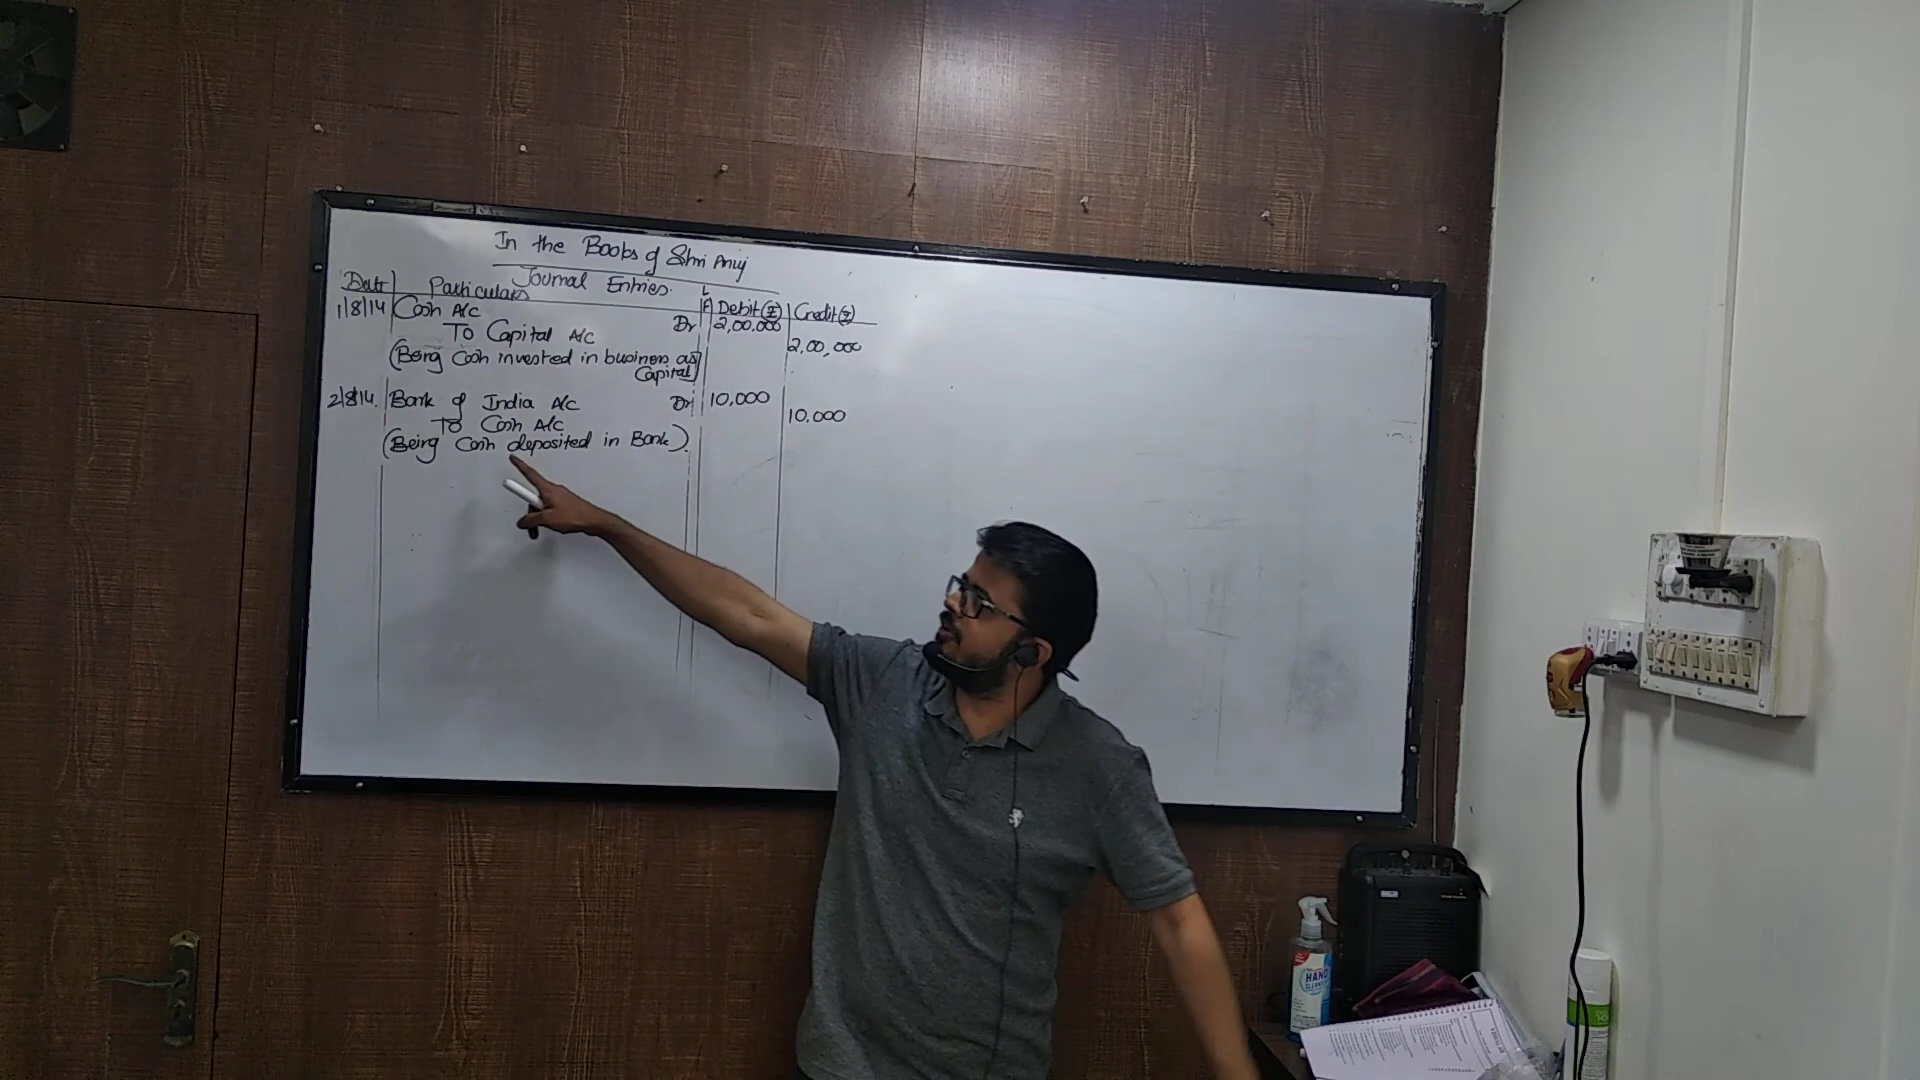 In the Books of Shri Anuj
Journal Entries.
Date Particulars L F Debit (₹) Credit (₹)
1/8/14 Cash A/c Dr 2,00,000
To Capital A/c 2,00,000
(Being Cash invested in business as
Capital)
2/8/14. Bank of India A/c Dr 10,000
To Cash A/c 10,000
(Being Cash deposited in Bank).
HAND